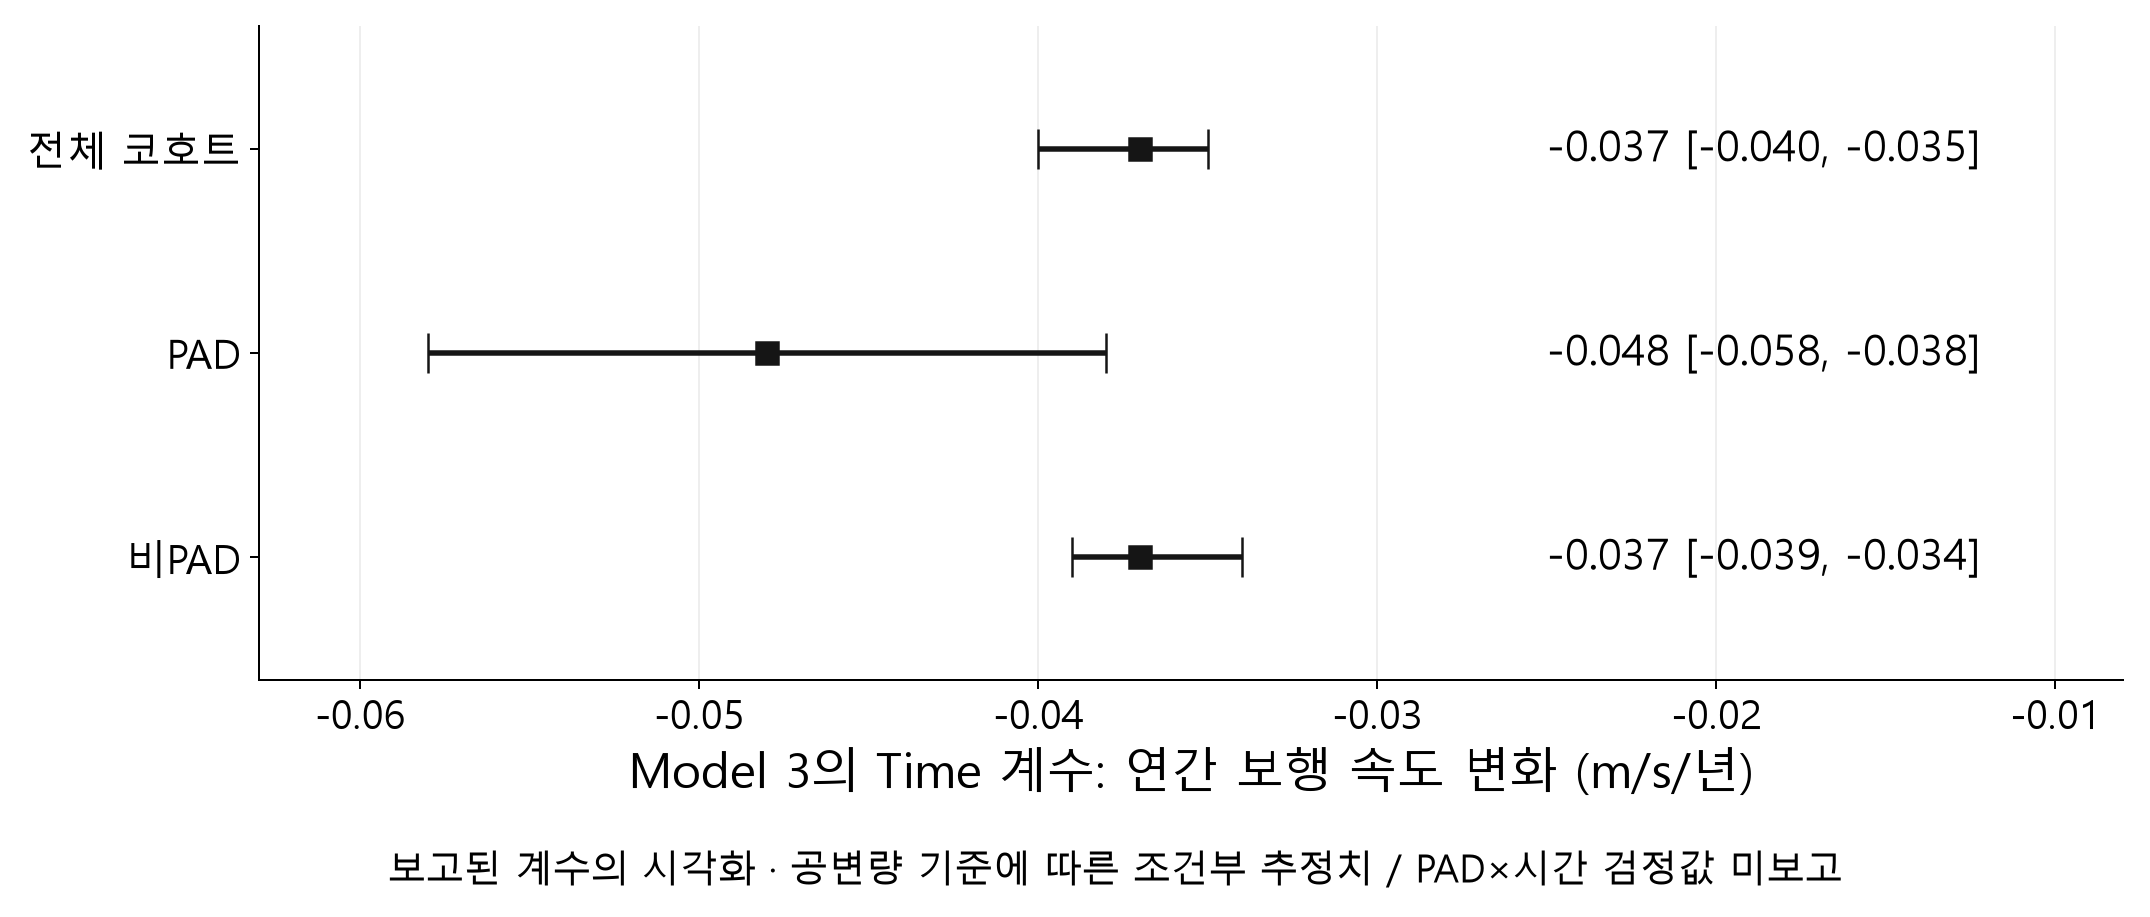 전체 코호트 -0.037 [-0.040, -0.035]
PAD -0.048 [-0.058, -0.038]
비PAD -0.037 [-0.039, -0.034]
-0.06 -0.05 -0.04 -0.03 -0.02 -0.01
Model 3의 Time 계수: 연간 보행 속도 변화 (m/s/년)
보고된 계수의 시각화 · 공변량 기준에 따른 조건부 추정치 / PAD×시간 검정값 미보고